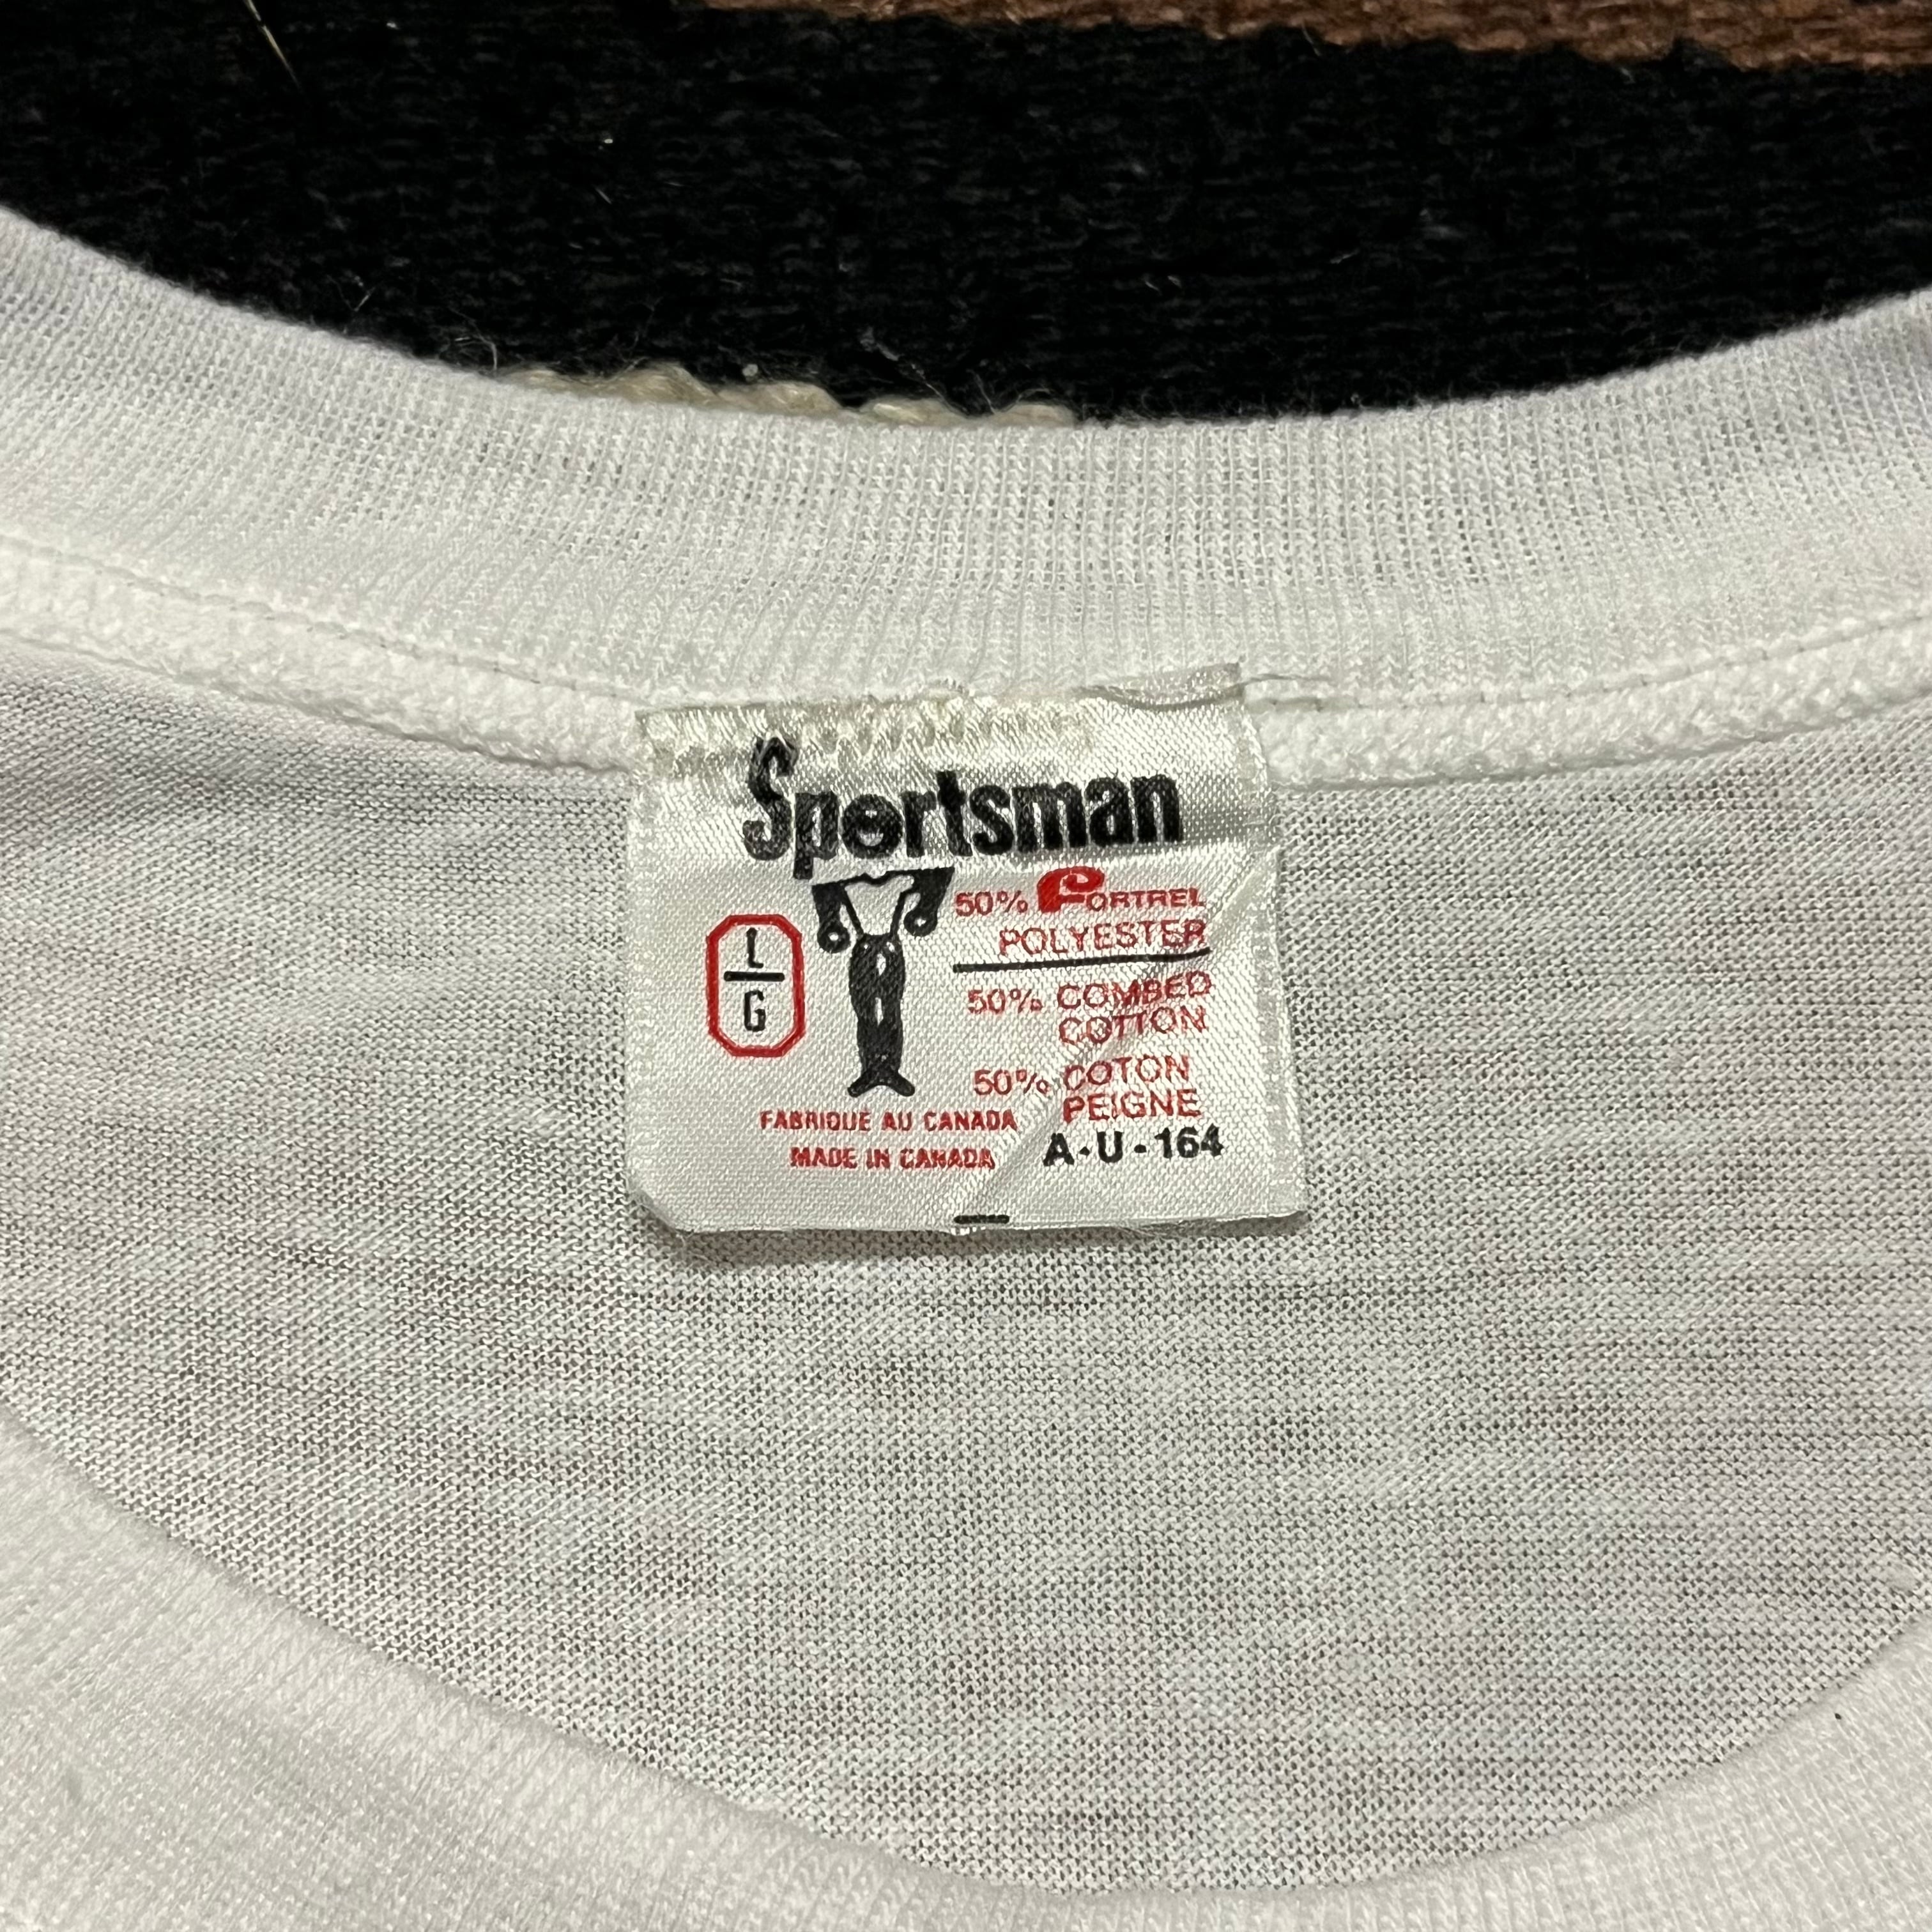 Sportsman
50% FORTREL
POLYESTER
L
G
50% COMBED
COTTON
50% COTON
PEIGNE
FABRIQUE AU CANADA
MADE IN CANADA
A-U-164